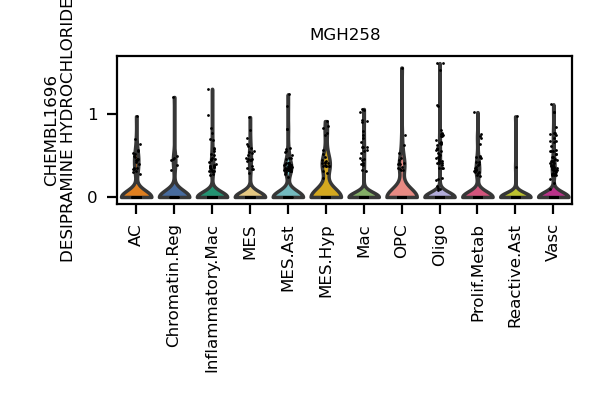 MGH258
CHEMBL1696
DESIPRAMINE HYDROCHLORIDE
1
0
AC
Chromatin.Reg
Inflammatory.Mac
MES
MES.Ast
MES.Hyp
Mac
OPC
Oligo
Prolif.Metab
Reactive.Ast
Vasc